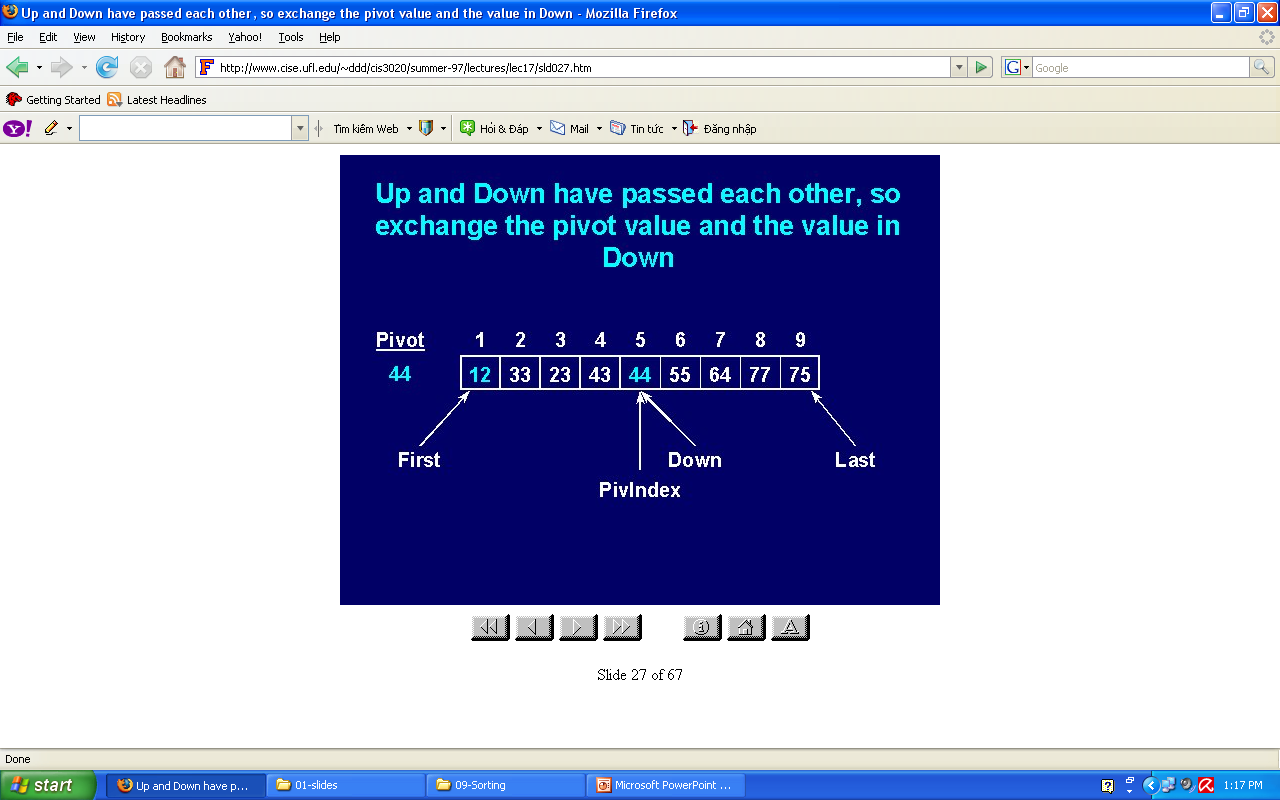 Up and Down have passed each other, so exchange the pivot value and the value in Down - Mozilla Firefox
File Edit View History Bookmarks Yahoo! Tools Help
http://www.cise.ufl.edu/~ddd/cis3020/summer-97/lectures/lec17/sld027.htm
G Google
Getting Started Latest Headlines
Y! Tìm kiếm Web Hỏi & Đáp Mail Tin tức Đăng nhập
Up and Down have passed each other, so
exchange the pivot value and the value in
Down
Pivot 1 2 3 4 5 6 7 8 9
44 12 33 23 43 44 55 64 77 75
First Down Last
PivIndex
Slide 27 of 67
Done
start Up and Down have p... 01-slides 09-Sorting Microsoft PowerPoint ... 1:17 PM